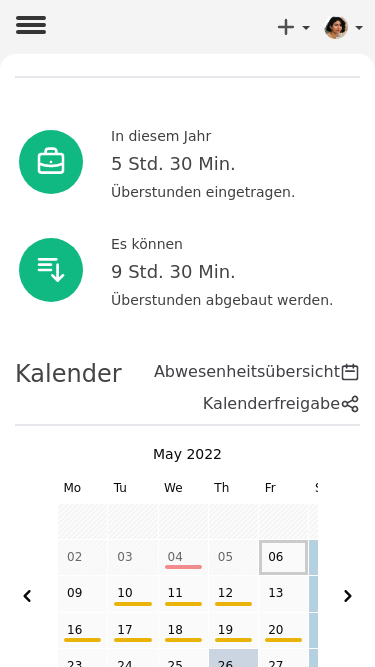 In diesem Jahr
5 Std. 30 Min.
Überstunden eingetragen.
Es können
9 Std. 30 Min.
Überstunden abgebaut werden.
Kalender
Abwesenheitsübersicht
Kalenderfreigabe
May 2022
Mo Tu We Th Fr
02 03 04 05 06
09 10 11 12 13
16 17 18 19 20
23 24 25 26 27